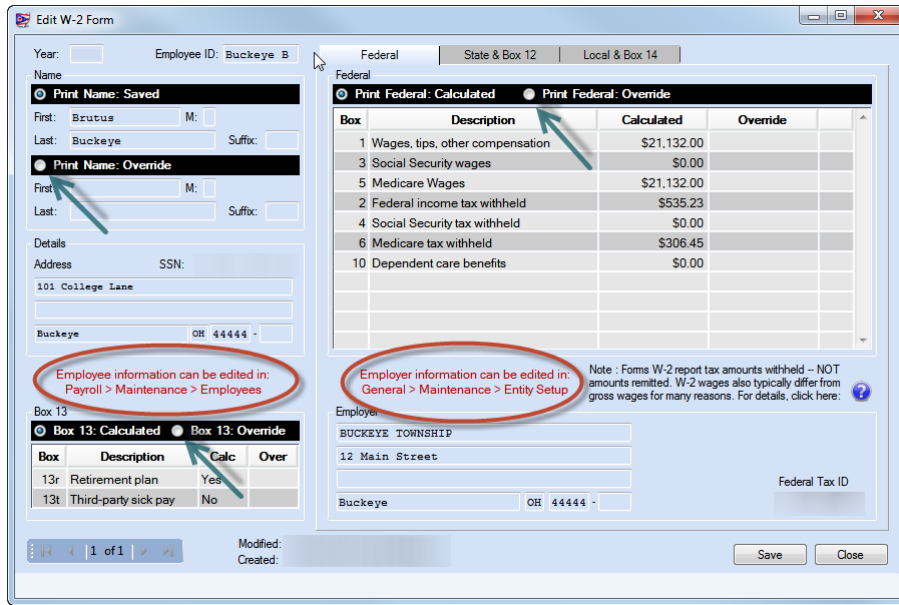 Edit W-2 Form
Year: Employee ID: Buckeye B
Name
Print Name: Saved
First: Brutus M:
Last: Buckeye Suffix:
Print Name: Override
First: M:
Last: Suffix:
Details
Address SSN:
101 College Lane
Buckeye OH 44444 -
Employee information can be edited in:
Payroll > Maintenance > Employees
Box 13
Box 13: Calculated Box 13: Override
Box Description Calc Over
13r Retirement plan Yes
13t Third-party sick pay No
1 of 1
Modified:
Created:
Federal State & Box 12 Local & Box 14
Federal
Print Federal: Calculated Print Federal: Override
Box Description Calculated Override
1 Wages, tips, other compensation $21,132.00
3 Social Security wages $0.00
5 Medicare Wages $21,132.00
2 Federal income tax withheld $535.23
4 Social Security tax withheld $0.00
6 Medicare tax withheld $306.45
10 Dependent care benefits $0.00
Employer information can be edited in:
General > Maintenance > Entity Setup
Note : Forms W-2 report tax amounts withheld -- NOT
amounts remitted. W-2 wages also typically differ from
gross wages for many reasons. For details, click here: ?
Employer
BUCKEYE TOWNSHIP
12 Main Street
Federal Tax ID
Buckeye OH 44444 -
Save Close